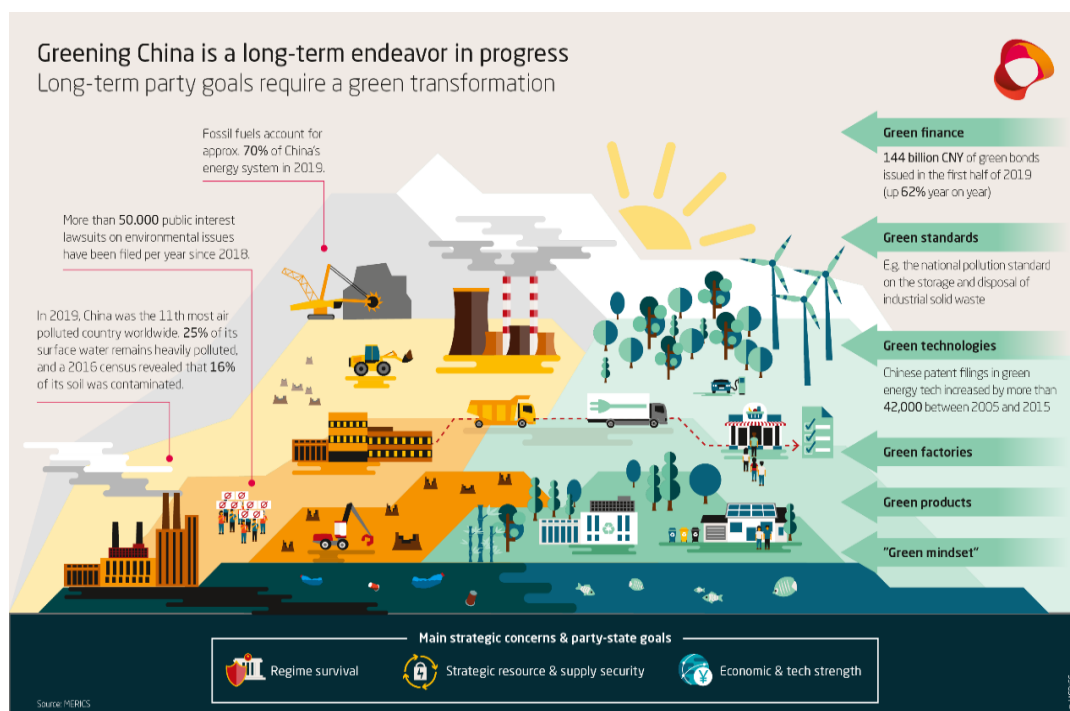 Greening China is a long-term endeavor in progress
Long-term party goals require a green transformation
Fossil fuels account for
approx. 70% of China's
energy system in 2019.
More than 50.000 public interest
lawsuits on environmental issues
have been filed per year since 2018.
In 2019, China was the 11th most air
polluted country worldwide. 25% of its
surface water remains heavily polluted,
and a 2016 census revealed that 16%
of its soil was contaminated.
Green finance
144 billion CNY of green bonds
issued in the first half of 2019
(up 62% year on year)
Green standards
E.g. the national pollution standard
on the storage and disposal of
industrial solid waste
Green technologies
Chinese patent filings in green
energy tech increased by more than
42,000 between 2005 and 2015
Green factories
Green products
"Green mindset"
Main strategic concerns & party-state goals
Regime survival
Strategic resource & supply security
¥
Economic & tech strength
Source: MERICS